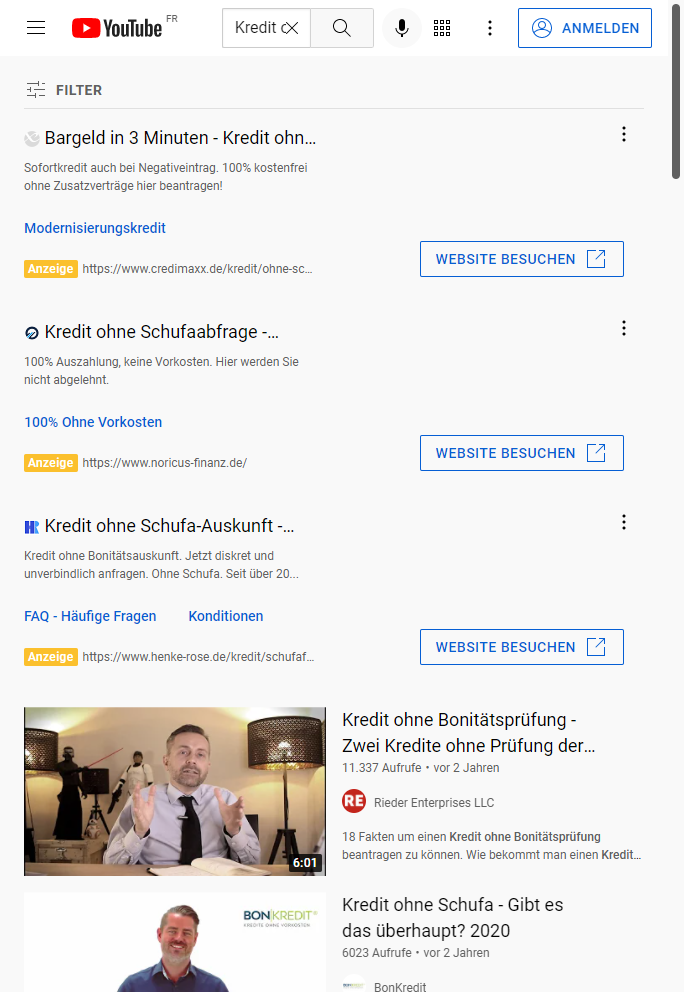 YouTube FR
Kredit o
ANMELDEN
FILTER
Bargeld in 3 Minuten - Kredit ohn...
Sofortkredit auch bei Negativeintrag. 100% kostenfrei
ohne Zusatzverträge hier beantragen!
Modernisierungskredit
WEBSITE BESUCHEN
Anzeige https://www.credimaxx.de/kredit/ohne-sc...
Kredit ohne Schufaabfrage -...
100% Auszahlung, keine Vorkosten. Hier werden Sie
nicht abgelehnt.
100% Ohne Vorkosten
WEBSITE BESUCHEN
Anzeige https://www.noricus-finanz.de/
HR Kredit ohne Schufa-Auskunft -...
Kredit ohne Bonitätsauskunft. Jetzt diskret und
unverbindlich anfragen. Ohne Schufa. Seit über 20...
FAQ - Häufige Fragen Konditionen
WEBSITE BESUCHEN
Anzeige https://www.henke-rose.de/kredit/schufaf...
6:01
Kredit ohne Bonitätsprüfung -
Zwei Kredite ohne Prüfung der...
11.337 Aufrufe • vor 2 Jahren
RE Rieder Enterprises LLC
18 Fakten um einen Kredit ohne Bonitätsprüfung
beantragen zu können. Wie bekommt man einen Kredit...
BONKREDIT®
KREDITE OHNE VORKOSTEN
Kredit ohne Schufa - Gibt es
das überhaupt? 2020
6023 Aufrufe • vor 2 Jahren
BonKredit